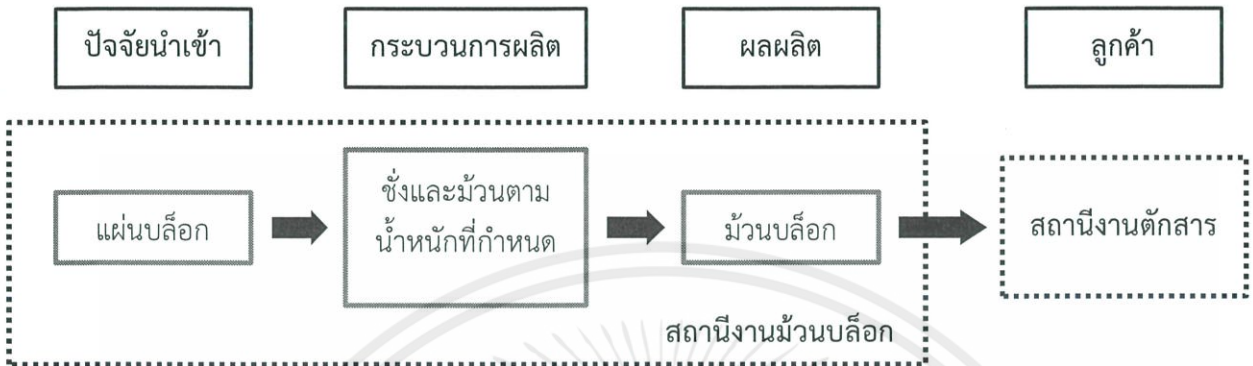 ปัจจัยนำเข้า
กระบวนการผลิต
ผลผลิต
ลูกค้า
แผ่นบล็อก
ชั่งและม้วนตาม
น้ำหนักที่กำหนด
ม้วนบล็อก
สถานีงานตักสาร
สถานีงานม้วนบล็อก